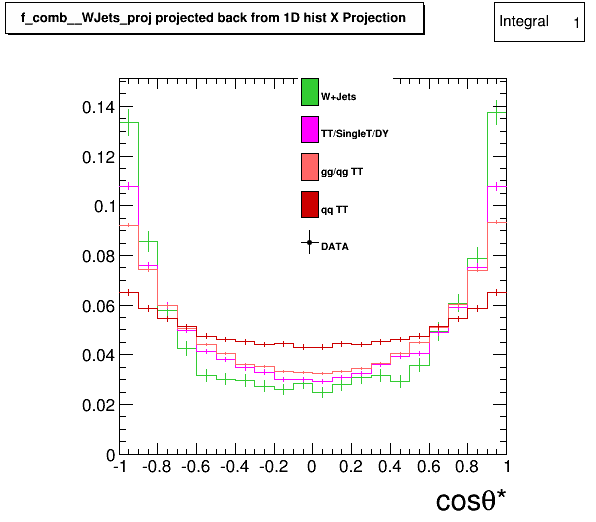 f_comb__WJets_proj projected back from 1D hist X Projection
Integral 1
W+Jets
TT/SingleT/DY
gg/qg TT
qq TT
DATA
0.14
0.12
0.1
0.08
0.06
0.04
0.02
0
-1 -0.8 -0.6 -0.4 -0.2 0 0.2 0.4 0.6 0.8 1
cosθ*